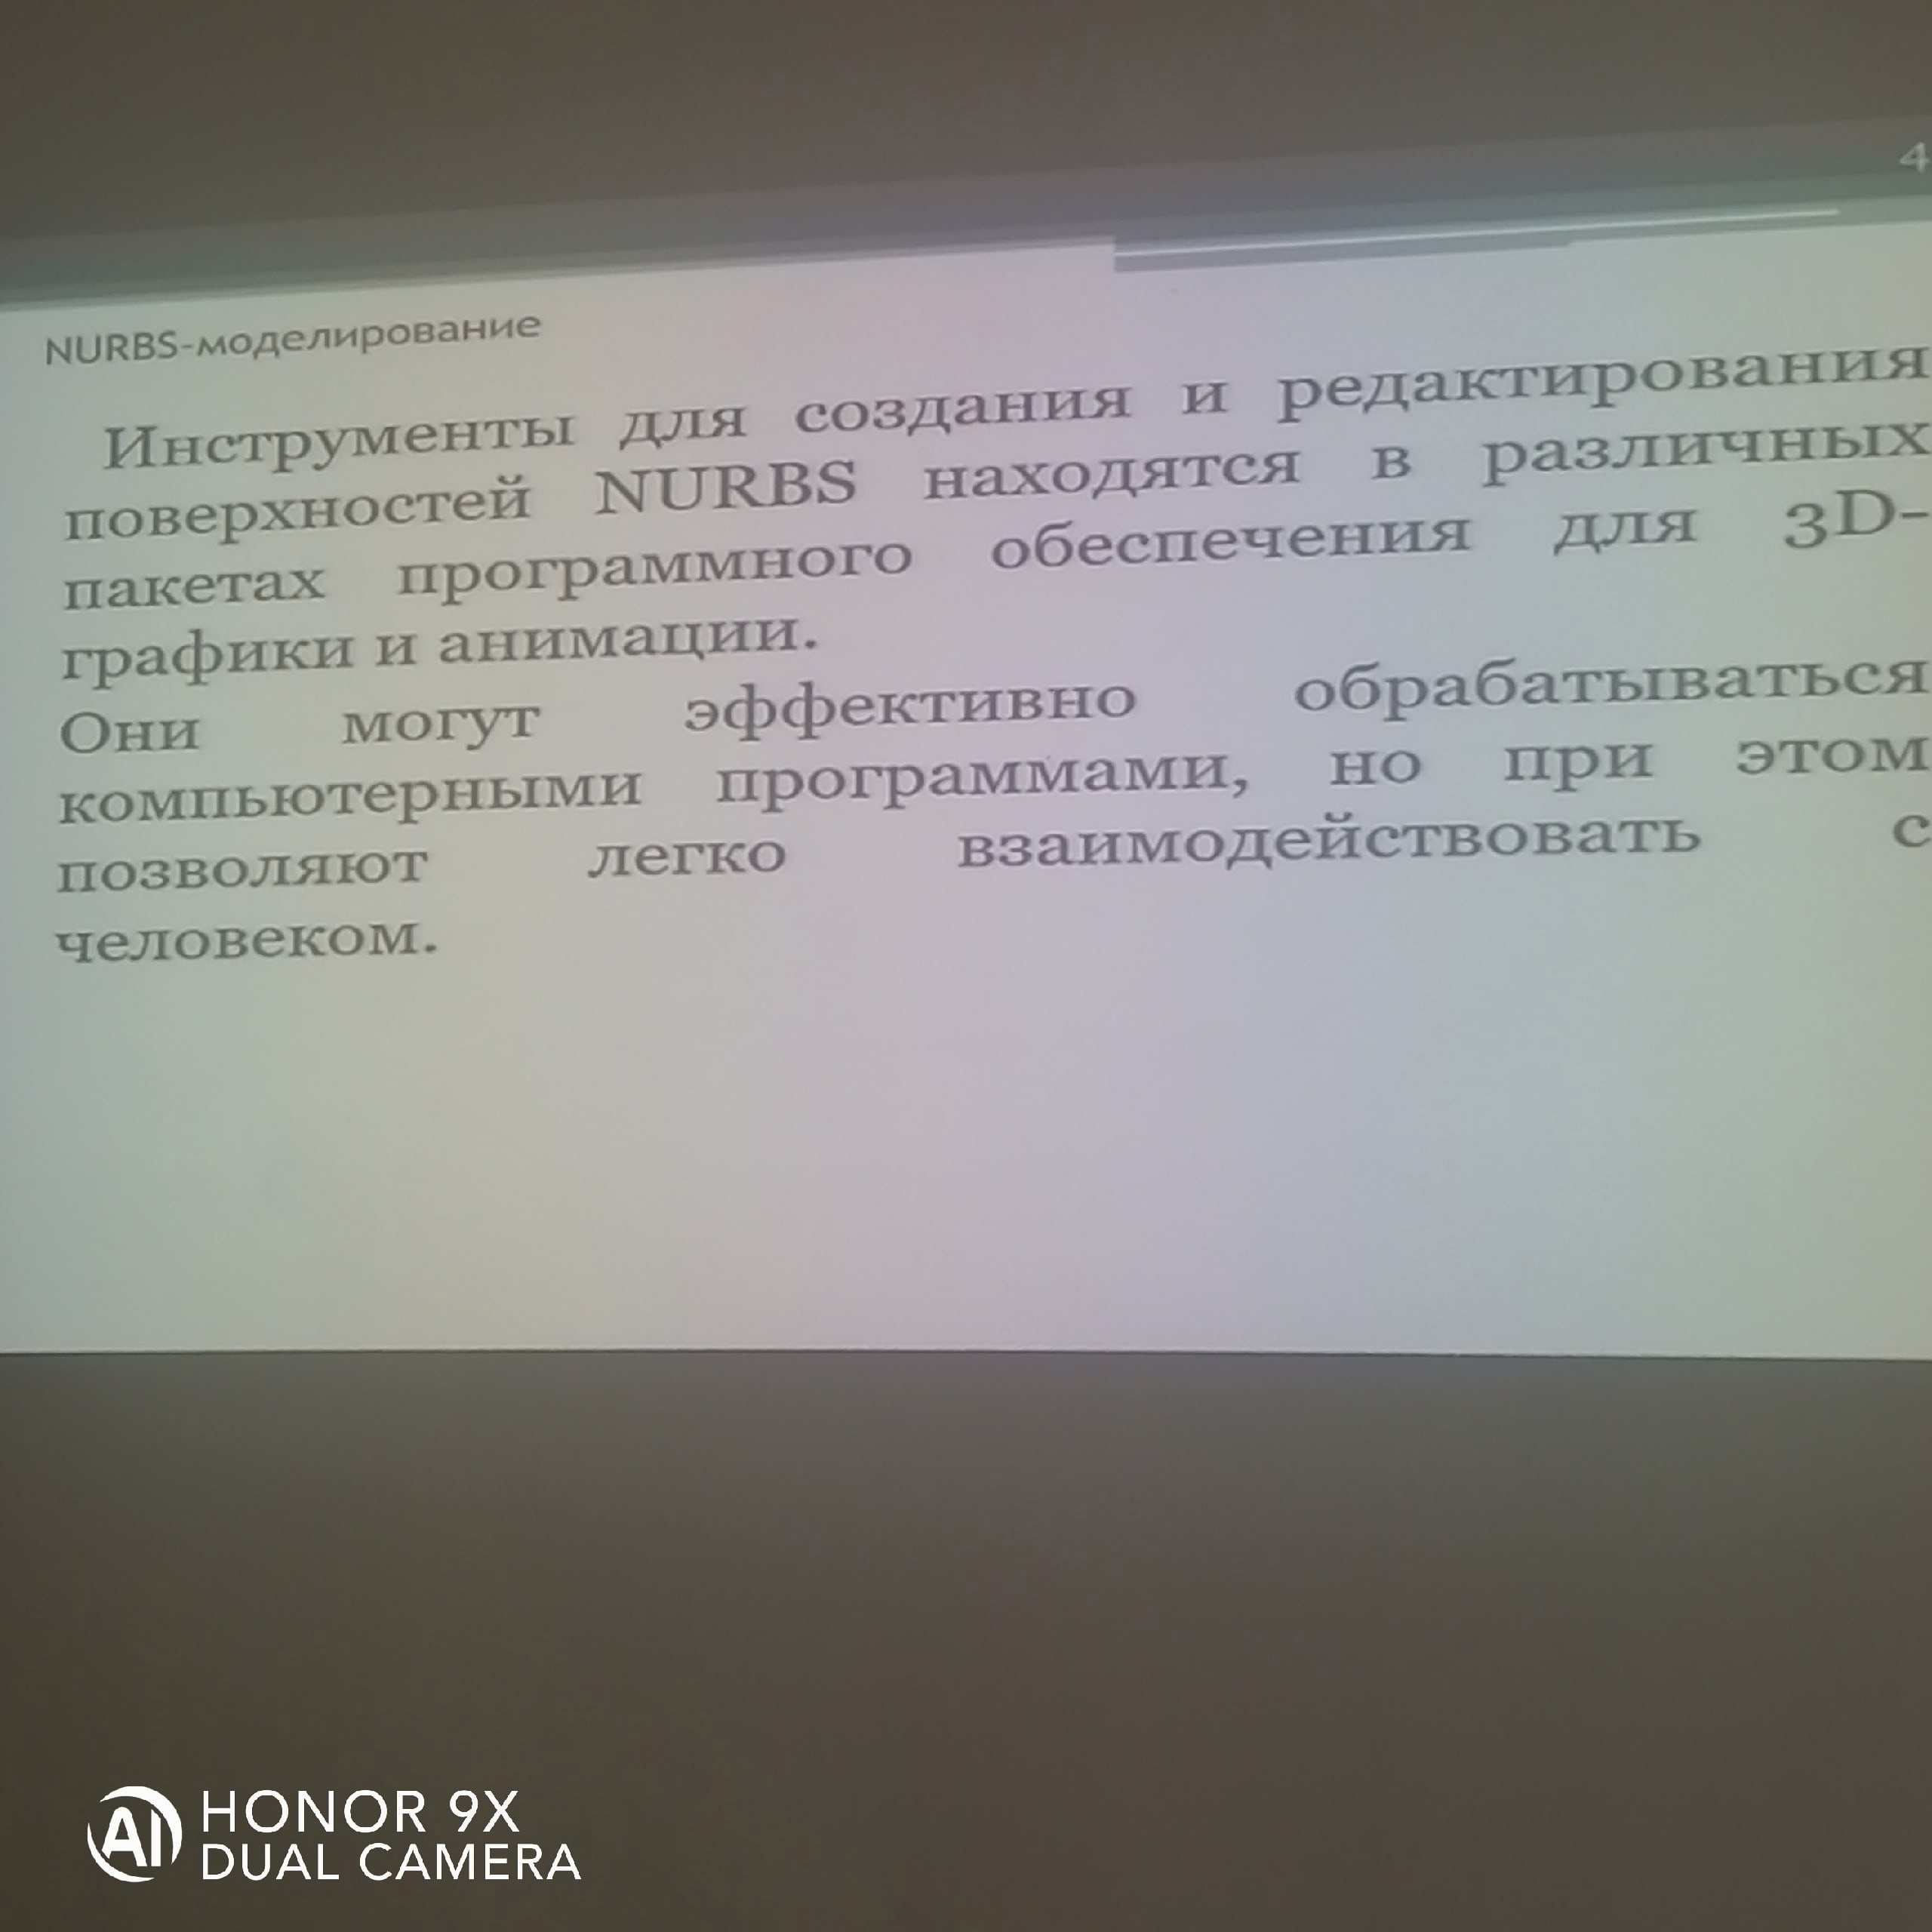 4
NURBS-моделирование
Инструменты для создания и редактирования
поверхностей NURBS находятся в различных
пакетах программного обеспечения для 3D-
графики и анимации.
Они могут эффективно обрабатываться
компьютерными программами, но при этом
позволяют легко взаимодействовать с
человеком.
AI HONOR 9X
DUAL CAMERA